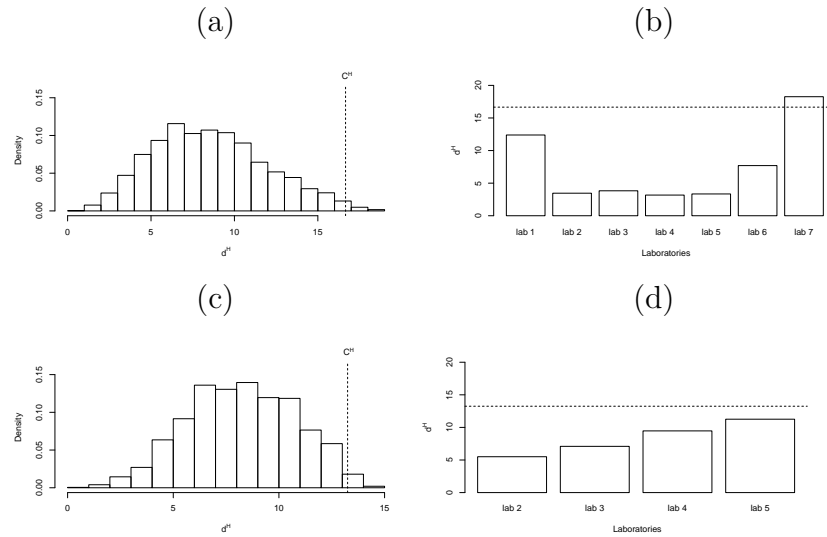 (a)
C^H
Density
0.00 0.05 0.10 0.15
0 5 10 15
d^H
(b)
d^H
0 5 10 15 20
lab 1 lab 2 lab 3 lab 4 lab 5 lab 6 lab 7
Laboratories
(c)
C^H
Density
0.00 0.05 0.10 0.15
0 5 10 15
d^H
(d)
d^H
0 5 10 15 20
lab 2 lab 3 lab 4 lab 5
Laboratories